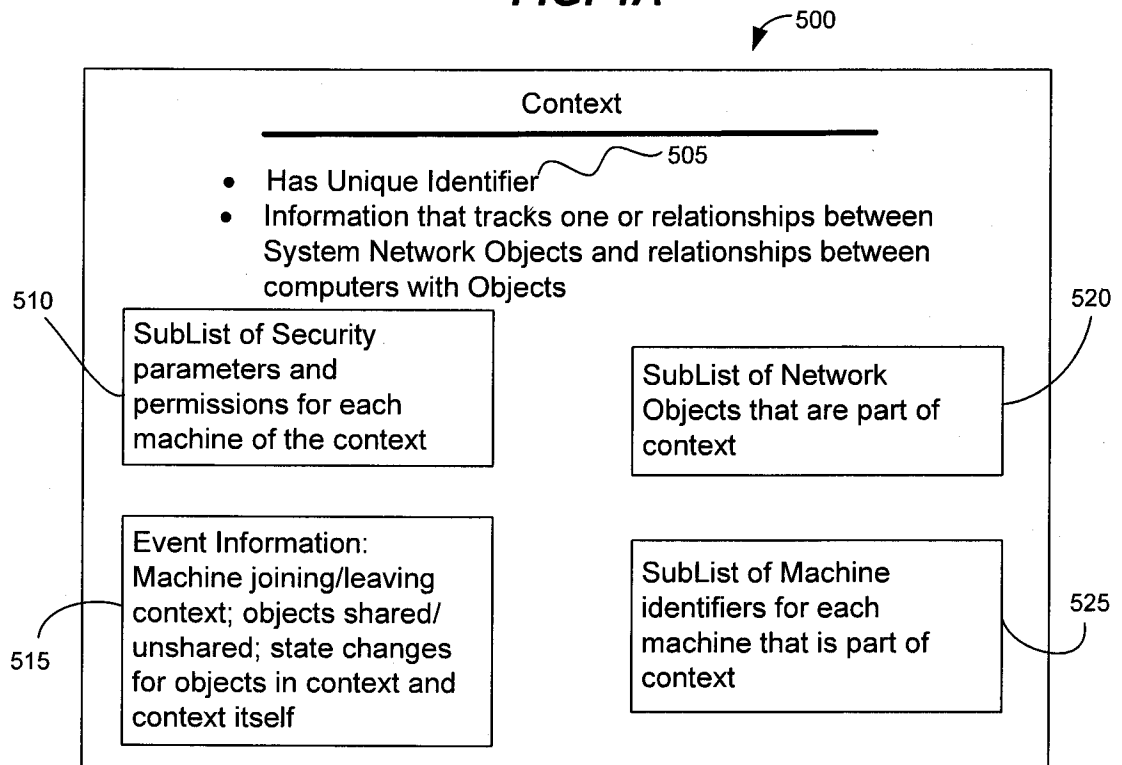 500
Context
505
• Has Unique Identifier
• Information that tracks one or relationships between
System Network Objects and relationships between
computers with Objects
510
SubList of Security
parameters and
permissions for each
machine of the context
520
SubList of Network
Objects that are part of
context
515
Event Information:
Machine joining/leaving
context; objects shared/
unshared; state changes
for objects in context and
context itself
525
SubList of Machine
identifiers for each
machine that is part of
context